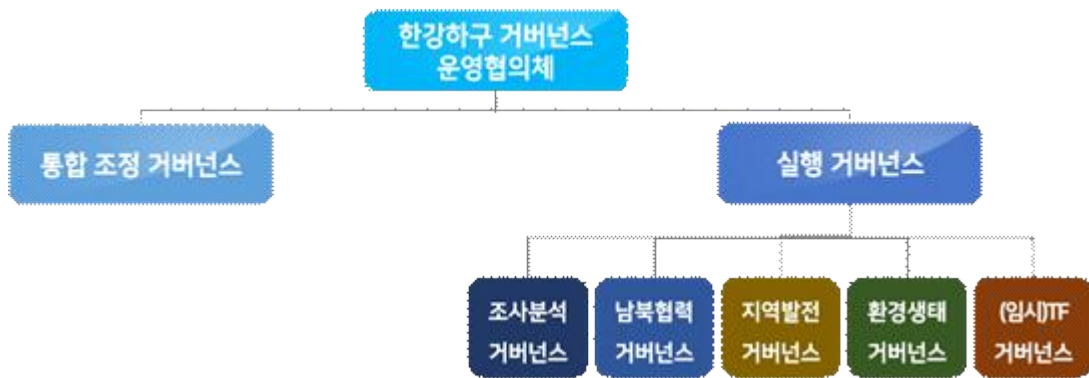 한강하구 거버넌스
운영협의체
통합 조정 거버넌스
실행 거버넌스
조사분석
거버넌스
남북협력
거버넌스
지역발전
거버넌스
환경생태
거버넌스
(임시)TF
거버넌스